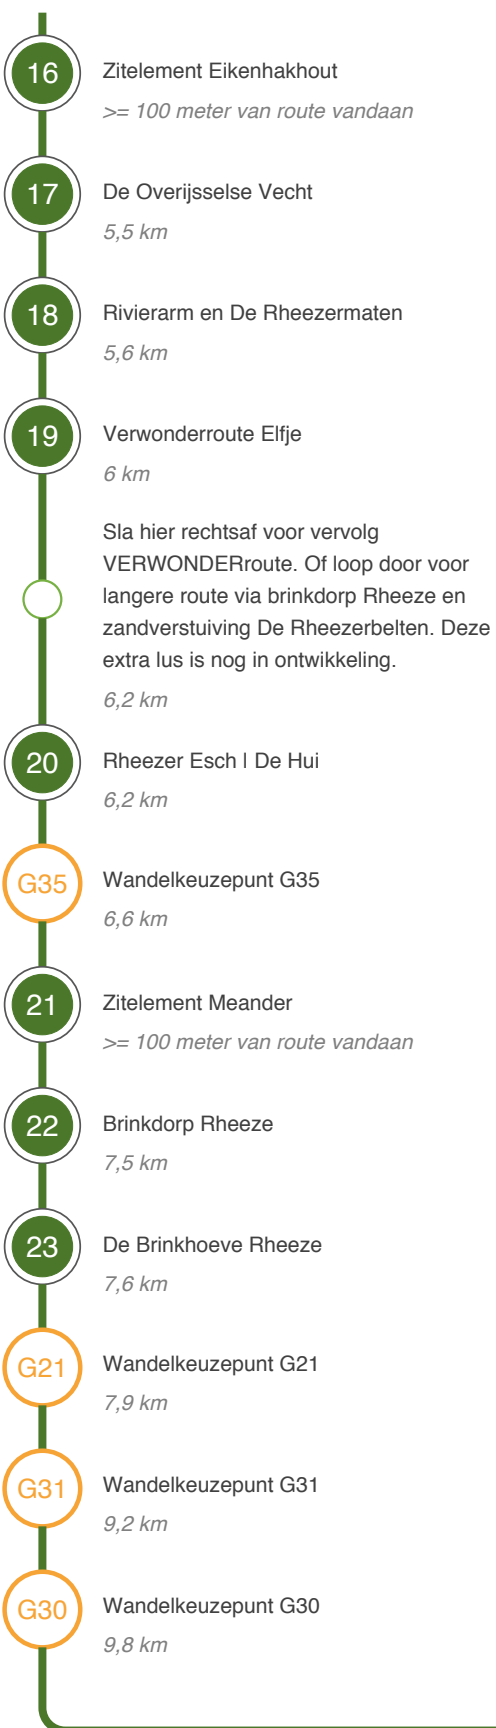 16
Zitelement Eikenhakhout
>= 100 meter van route vandaan
17
De Overijsselse Vecht
5,5 km
18
Rivierarm en De Rheezermaten
5,6 km
19
Verwonderroute Elfje
6 km
Sla hier rechtsaf voor vervolg
VERWONDERroute. Of loop door voor
langere route via brinkdorp Rheeze en
zandverstuiving De Rheezerbelten. Deze
extra lus is nog in ontwikkeling.
6,2 km
20
Rheezer Esch | De Hui
6,2 km
G35
Wandelkeuzepunt G35
6,6 km
21
Zitelement Meander
>= 100 meter van route vandaan
22
Brinkdorp Rheeze
7,5 km
23
De Brinkhoeve Rheeze
7,6 km
G21
Wandelkeuzepunt G21
7,9 km
G31
Wandelkeuzepunt G31
9,2 km
G30
Wandelkeuzepunt G30
9,8 km